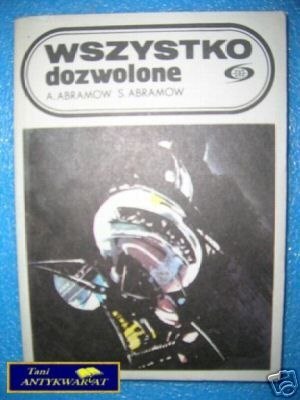 WSZYSTKO
dozwolone
A. ABRAMOW S. ABRAMOW
Tani
ANTYKWARIAT